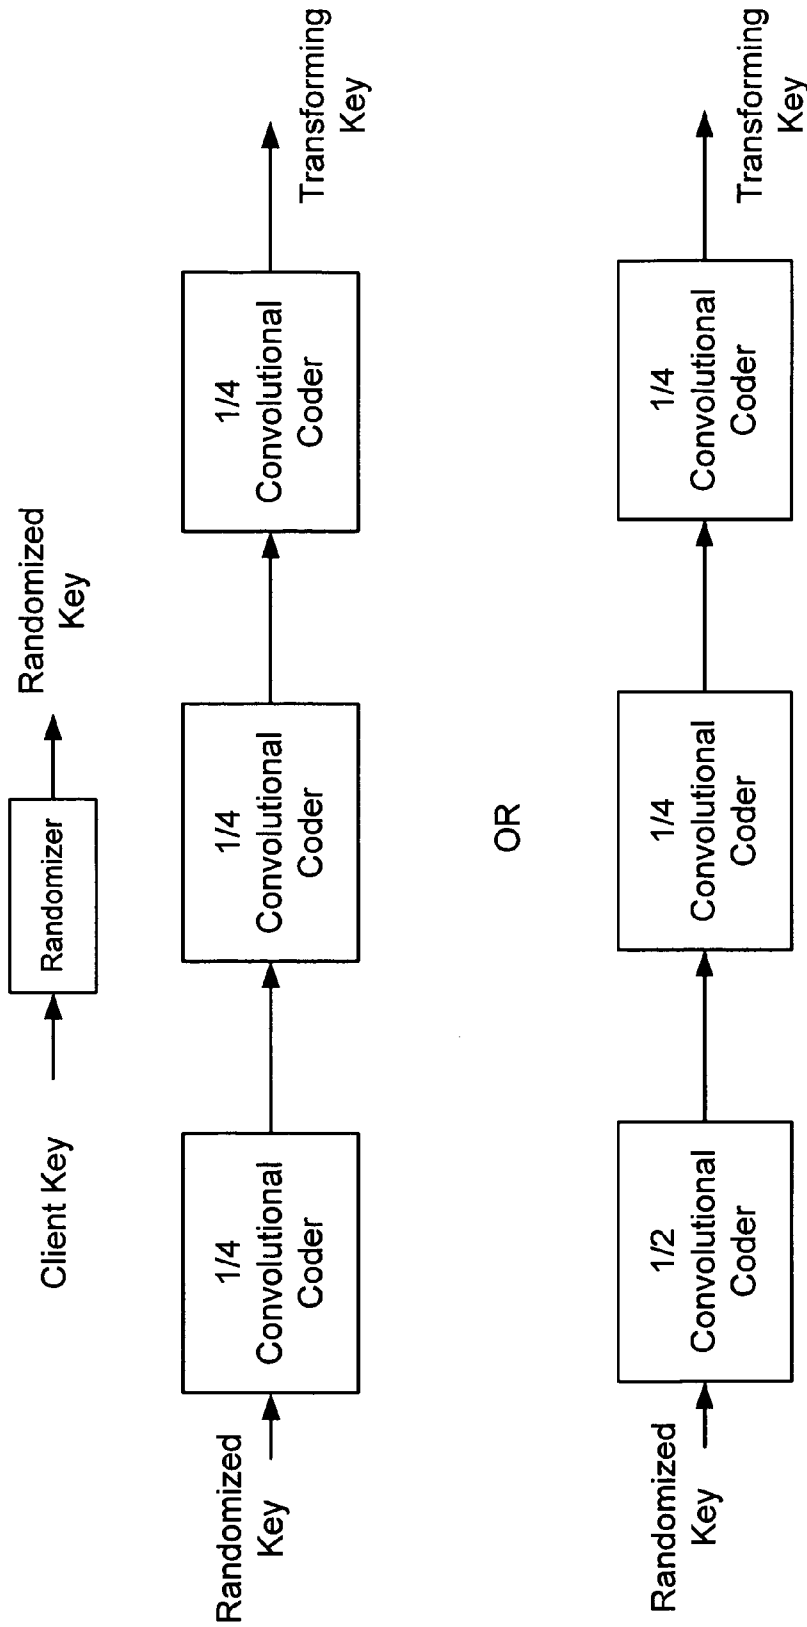 Client Key
Randomizer
Randomized
Key
Randomized
Key
1/4
Convolutional
Coder
1/4
Convolutional
Coder
1/4
Convolutional
Coder
Transforming
Key
OR
Randomized
Key
1/2
Convolutional
Coder
1/4
Convolutional
Coder
1/4
Convolutional
Coder
Transforming
Key